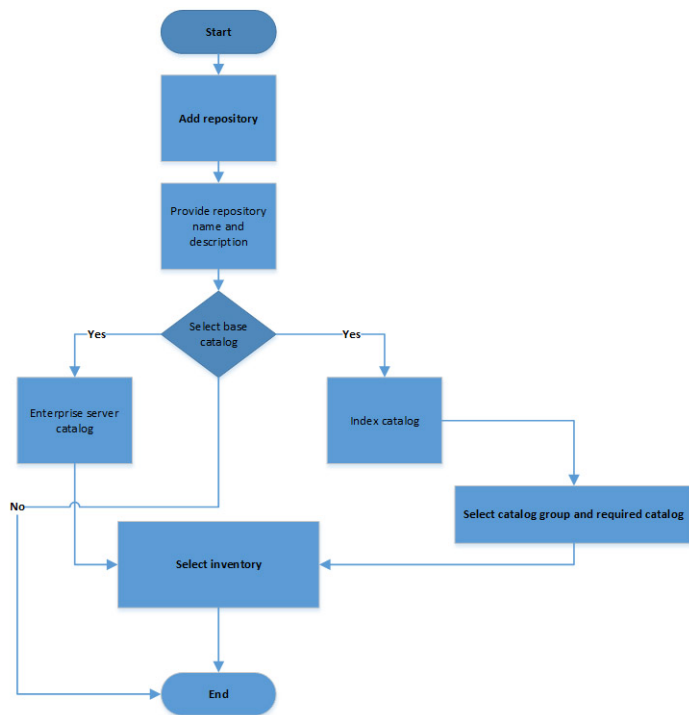 Start
Add repository
Provide repository
name and
description
Select base
catalog
Yes
Yes
Enterprise server
catalog
Index catalog
No
Select catalog group and required catalog
Select inventory
End